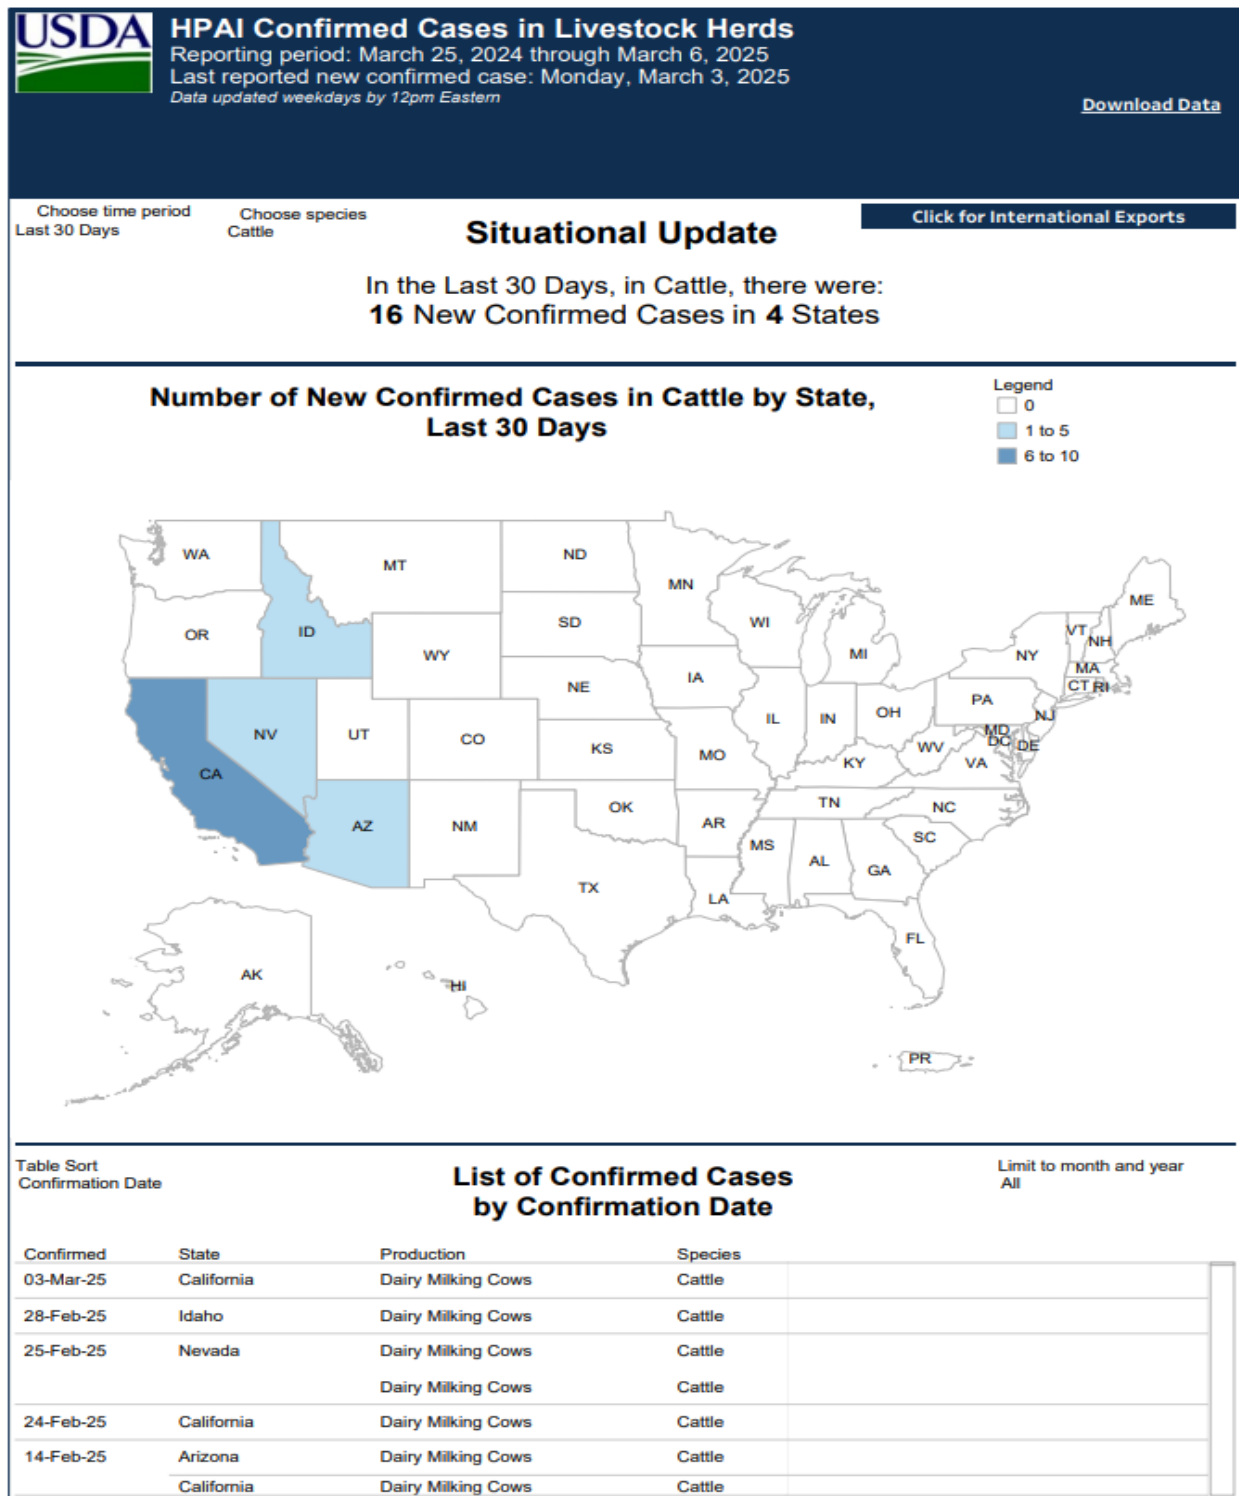 USDA
HPAI Confirmed Cases in Livestock Herds
Reporting period: March 25, 2024 through March 6, 2025
Last reported new confirmed case: Monday, March 3, 2025
Data updated weekdays by 12pm Eastern
Download Data
Choose time period
Last 30 Days
Choose species
Cattle
Situational Update
Click for International Exports
In the Last 30 Days, in Cattle, there were:
16 New Confirmed Cases in 4 States
Number of New Confirmed Cases in Cattle by State,
Last 30 Days
Legend
0
1 to 5
6 to 10
WA
MT
ND
MN
ME
OR
ID
SD
WI
VT
NH
WY
MI
NY
MA
IA
NE
CT
RI
PA
NV
UT
CO
IL
IN
OH
NJ
MD
DC
DE
KS
MO
WV
VA
KY
CA
AZ
NM
OK
AR
TN
NC
SC
MS
AL
GA
TX
LA
FL
AK
HI
PR
Table Sort
Confirmation Date
List of Confirmed Cases
by Confirmation Date
Limit to month and year
All
Confirmed State Production Species
03-Mar-25 California Dairy Milking Cows Cattle
28-Feb-25 Idaho Dairy Milking Cows Cattle
25-Feb-25 Nevada Dairy Milking Cows Cattle
Dairy Milking Cows Cattle
24-Feb-25 California Dairy Milking Cows Cattle
14-Feb-25 Arizona Dairy Milking Cows Cattle
California Dairy Milking Cows Cattle